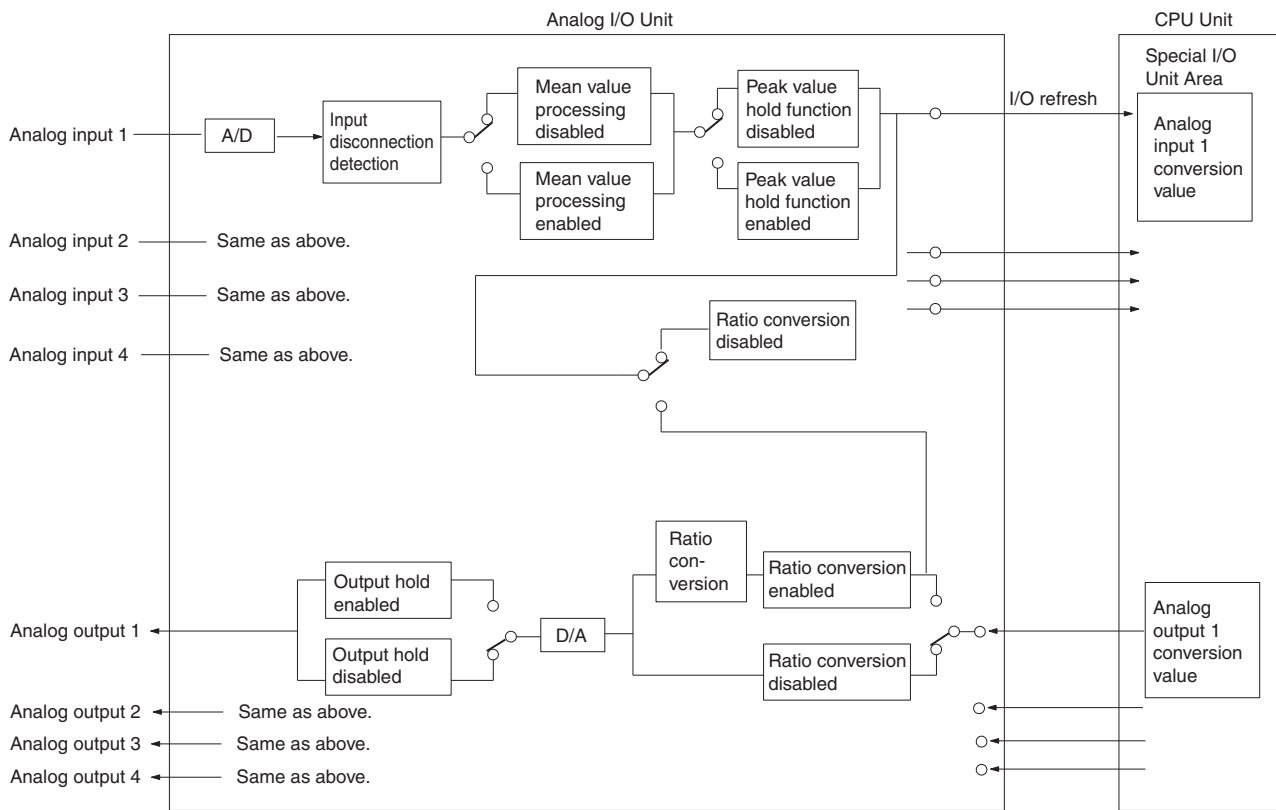 Analog I/O Unit
CPU Unit
Special I/O
Unit Area
I/O refresh
Analog input 1
A/D
Input
disconnection
detection
Mean value
processing
disabled
Mean value
processing
enabled
Peak value
hold function
disabled
Peak value
hold function
enabled
Analog
input 1
conversion
value
Analog input 2
Same as above.
Analog input 3
Same as above.
Analog input 4
Same as above.
Ratio conversion
disabled
Ratio
con-
version
Ratio conversion
enabled
Ratio conversion
disabled
D/A
Output hold
enabled
Output hold
disabled
Analog output 1
Analog
output 1
conversion
value
Analog output 2
Same as above.
Analog output 3
Same as above.
Analog output 4
Same as above.